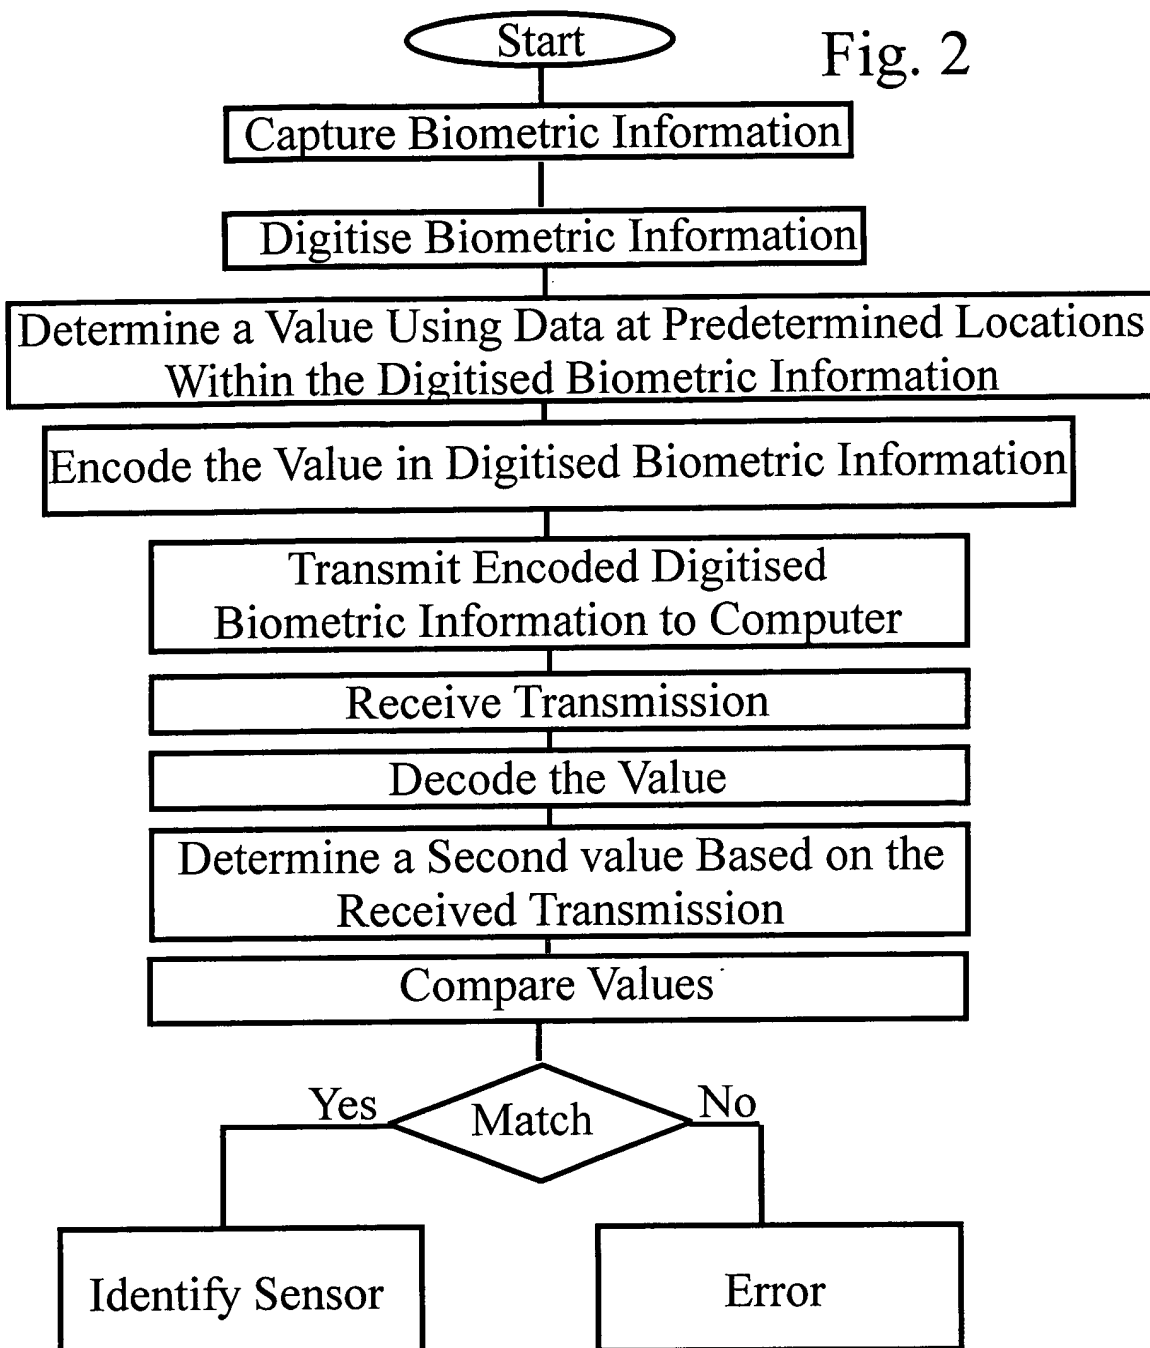 Start
Fig. 2
Capture Biometric Information
Digitise Biometric Information
Determine a Value Using Data at Predetermined Locations
Within the Digitised Biometric Information
Encode the Value in Digitised Biometric Information
Transmit Encoded Digitised
Biometric Information to Computer
Receive Transmission
Decode the Value
Determine a Second value Based on the
Received Transmission
Compare Values
Yes
Match
No
Identify Sensor
Error